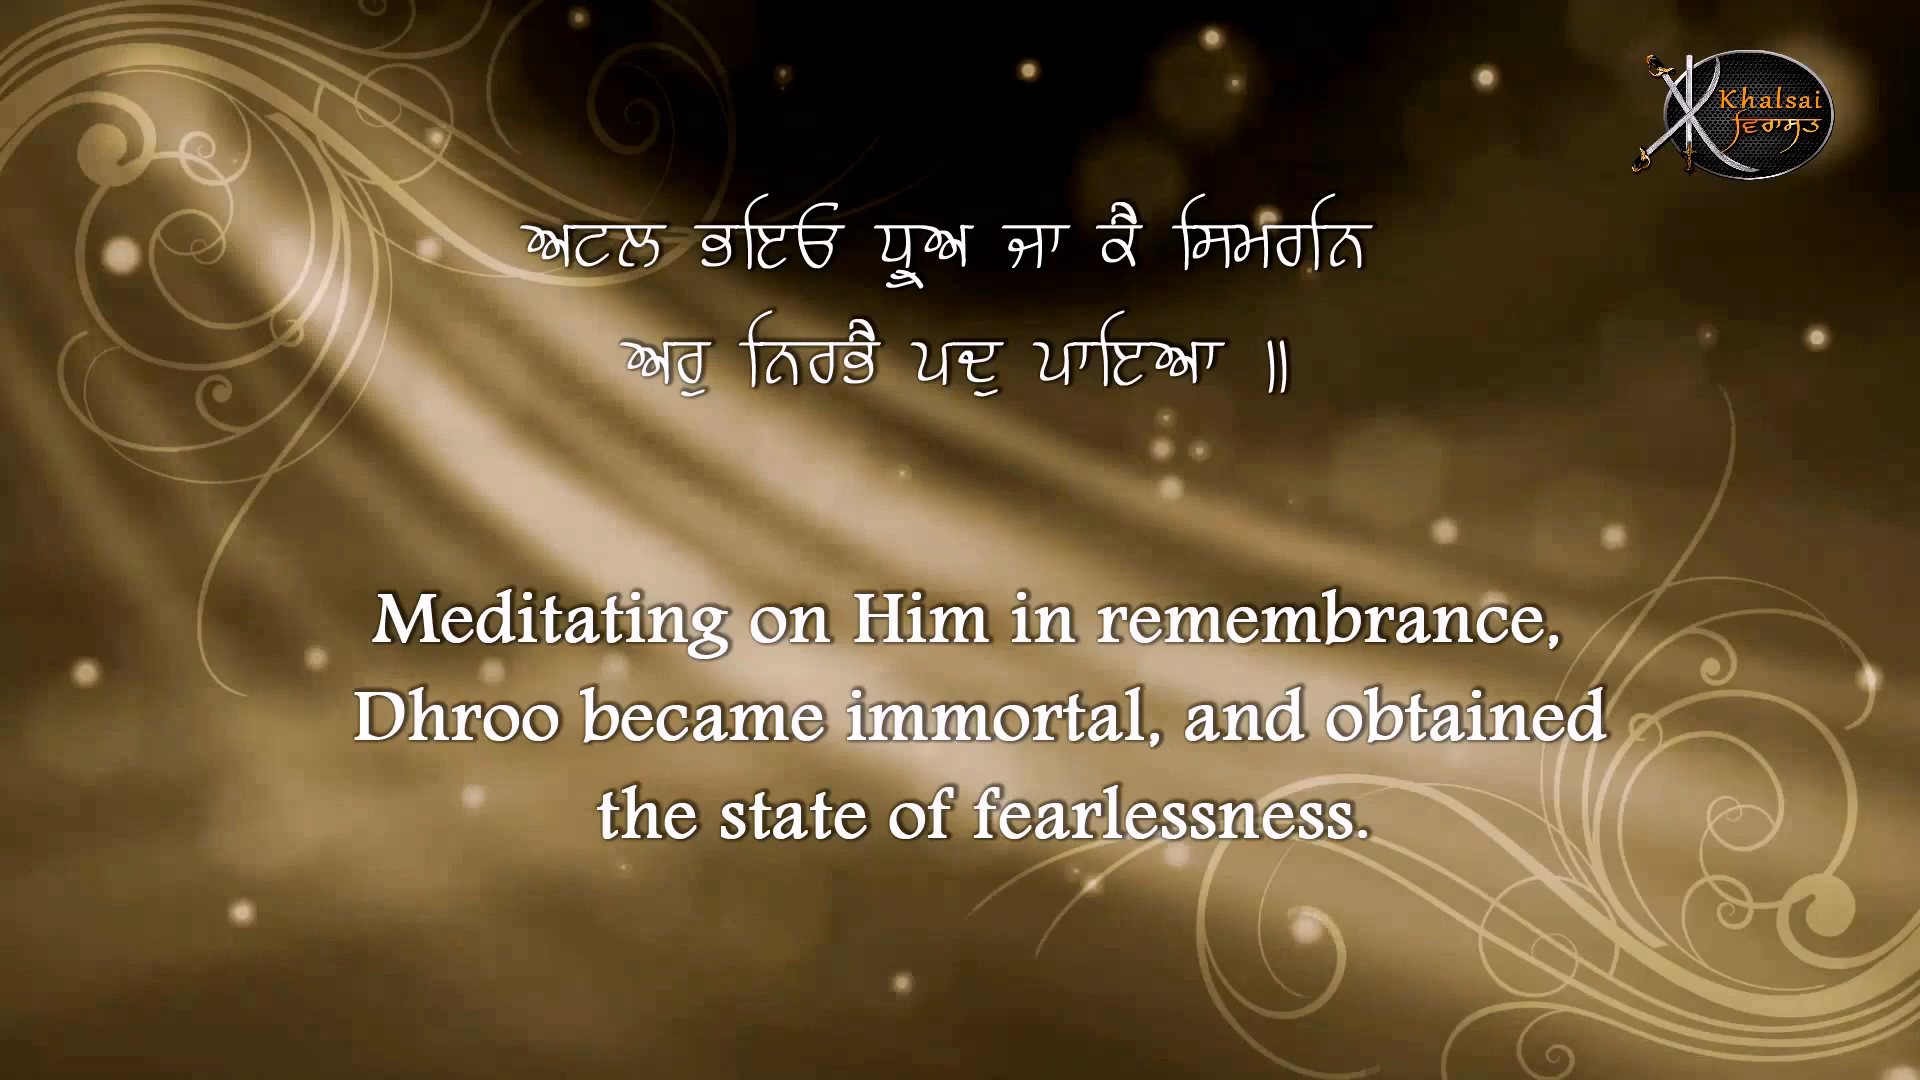 Khalsai
ਵਿਰਾਸਤ
ਅਟਲ ਭਇਓ ਧ੍ਰੂਅ ਜਾ ਕੈ ਸਿਮਰਨਿ
ਅਰੁ ਨਿਰਭੈ ਪਦੁ ਪਾਇਆ ॥
Meditating on Him in remembrance,
Dhroo became immortal, and obtained
the state of fearlessness.